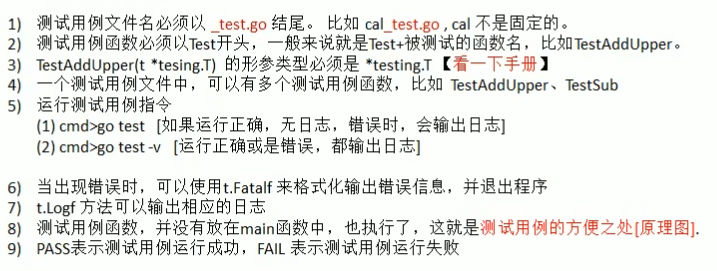 1) 测试用例文件名必须以 _test.go 结尾。 比如 cal_test.go , cal 不是固定的。
2) 测试用例函数必须以Test开头，一般来说就是Test+被测试的函数名，比如TestAddUpper。
3) TestAddUpper(t *tesing.T) 的形参类型必须是 *testing.T 【看一下手册】
4) 一个测试用例文件中，可以有多个测试用例函数，比如 TestAddUpper、TestSub
5) 运行测试用例指令
(1) cmd>go test [如果运行正确，无日志，错误时，会输出日志]
(2) cmd>go test -v [运行正确或是错误，都输出日志]
6) 当出现错误时，可以使用t.Fatalf 来格式化输出错误信息，并退出程序
7) t.Logf 方法可以输出相应的日志
8) 测试用例函数，并没有放在main函数中，也执行了，这就是测试用例的方便之处[原理图].
9) PASS表示测试用例运行成功，FAIL 表示测试用例运行失败